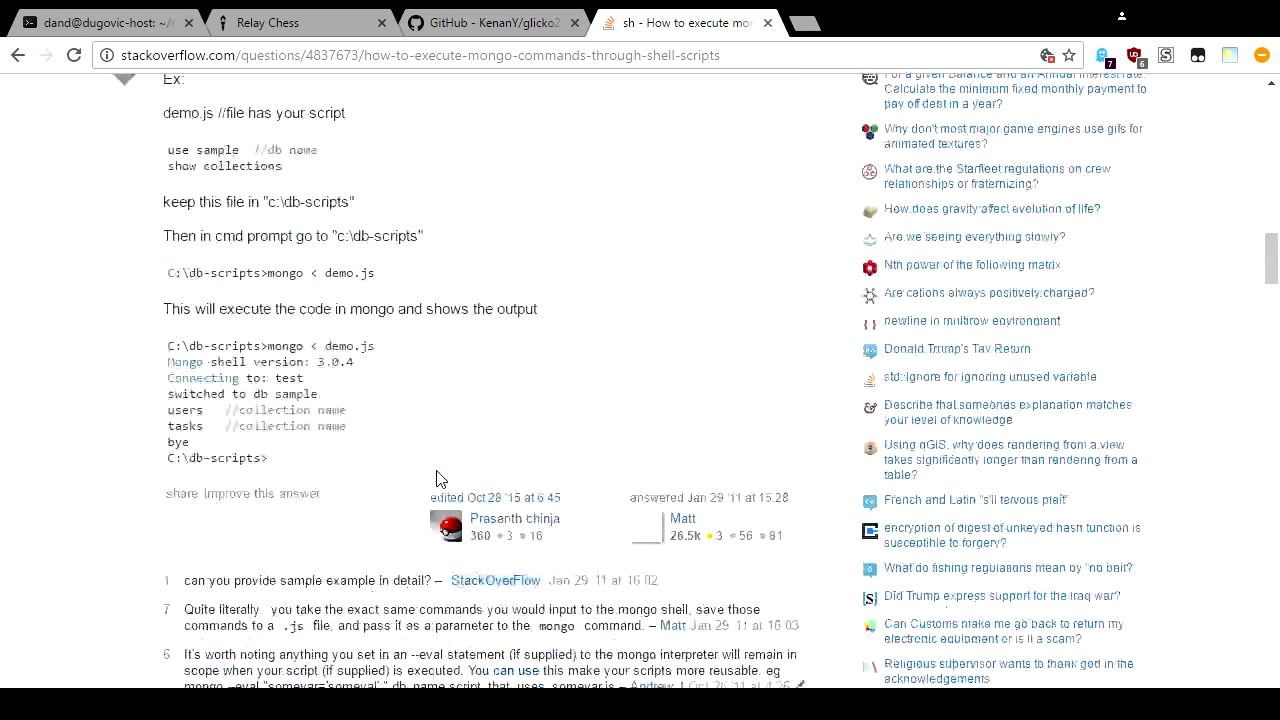 dand@dugovic-host: ~/
Relay Chess
GitHub - KenanY/glicko2
sh - How to execute mon
stackoverflow.com/questions/4837673/how-to-execute-mongo-commands-through-shell-scripts
7
6
Ex:
demo.js //file has your-script
use sample //db name
show collections
keep this file in "c:\db-scripts"
Then in cmd prompt go to "c:\db-scripts"
C:\db-scripts>mongo < demo.js
This will execute the code in mongo and shows the output
C:\db-scripts>mongo < demo.js
Mongo shell version: 3.0.4
Connecting to: test
switched to db sample
users //collection name
tasks //collection name
bye
C:\db-scripts>
share improve this answer
edited Oct 28 '15 at 6:45
Prasanth chinja
360 3 16
answered Jan 29 '11 at 15:28
Matt
26.5k 3 56 81
1 can you provide sample example in detail? – StackOverFlow Jan 29 '11 at 16:02
7 Quite literally. you take the exact same commands you would input to the mongo shell, save those
commands to a .js file, and pass it as a parameter to the mongo command. – Matt Jan 29 '11 at 16:03
6 It's worth noting anything you set in an --eval statement (if supplied) to the mongo interpreter will remain in
scope when your script (if supplied) is executed. You can use this make your scripts more reusable, eg
mongo --eval "somevar='someval';" db_name script_that_uses_somevar.js – Andrew J
For a given Balance and an Annual interest rate.
Calculate the minimum fixed monthly payment to
pay off debt in a year?
Why don't most major game engines use gifs for
animated textures?
What are the Starfleet regulations on crew
relationships or fraternizing?
How does gravity affect evolution of life?
Are we seeing everything slowly?
Nth power of the following matrix
Are cations always positively charged?
newline in multirow environment
Donald Trump's Tax Return
std::ignore for ignoring unused variable
Describe that someones explanation matches
your level of knowledge
Using qGIS, why does rendering from a view
takes significantly longer than rendering from a
table?
French and Latin
encryption of digest of unkeyed hash function is
susceptible to forgery?
What do fishing regulations mean by "no bait"?
Did Trump express support for the Iraq war?
Can Customs make me go back to return my
electronic equipment or is it a scam?
Religious supervisor wants to thank god in the
acknowledgements